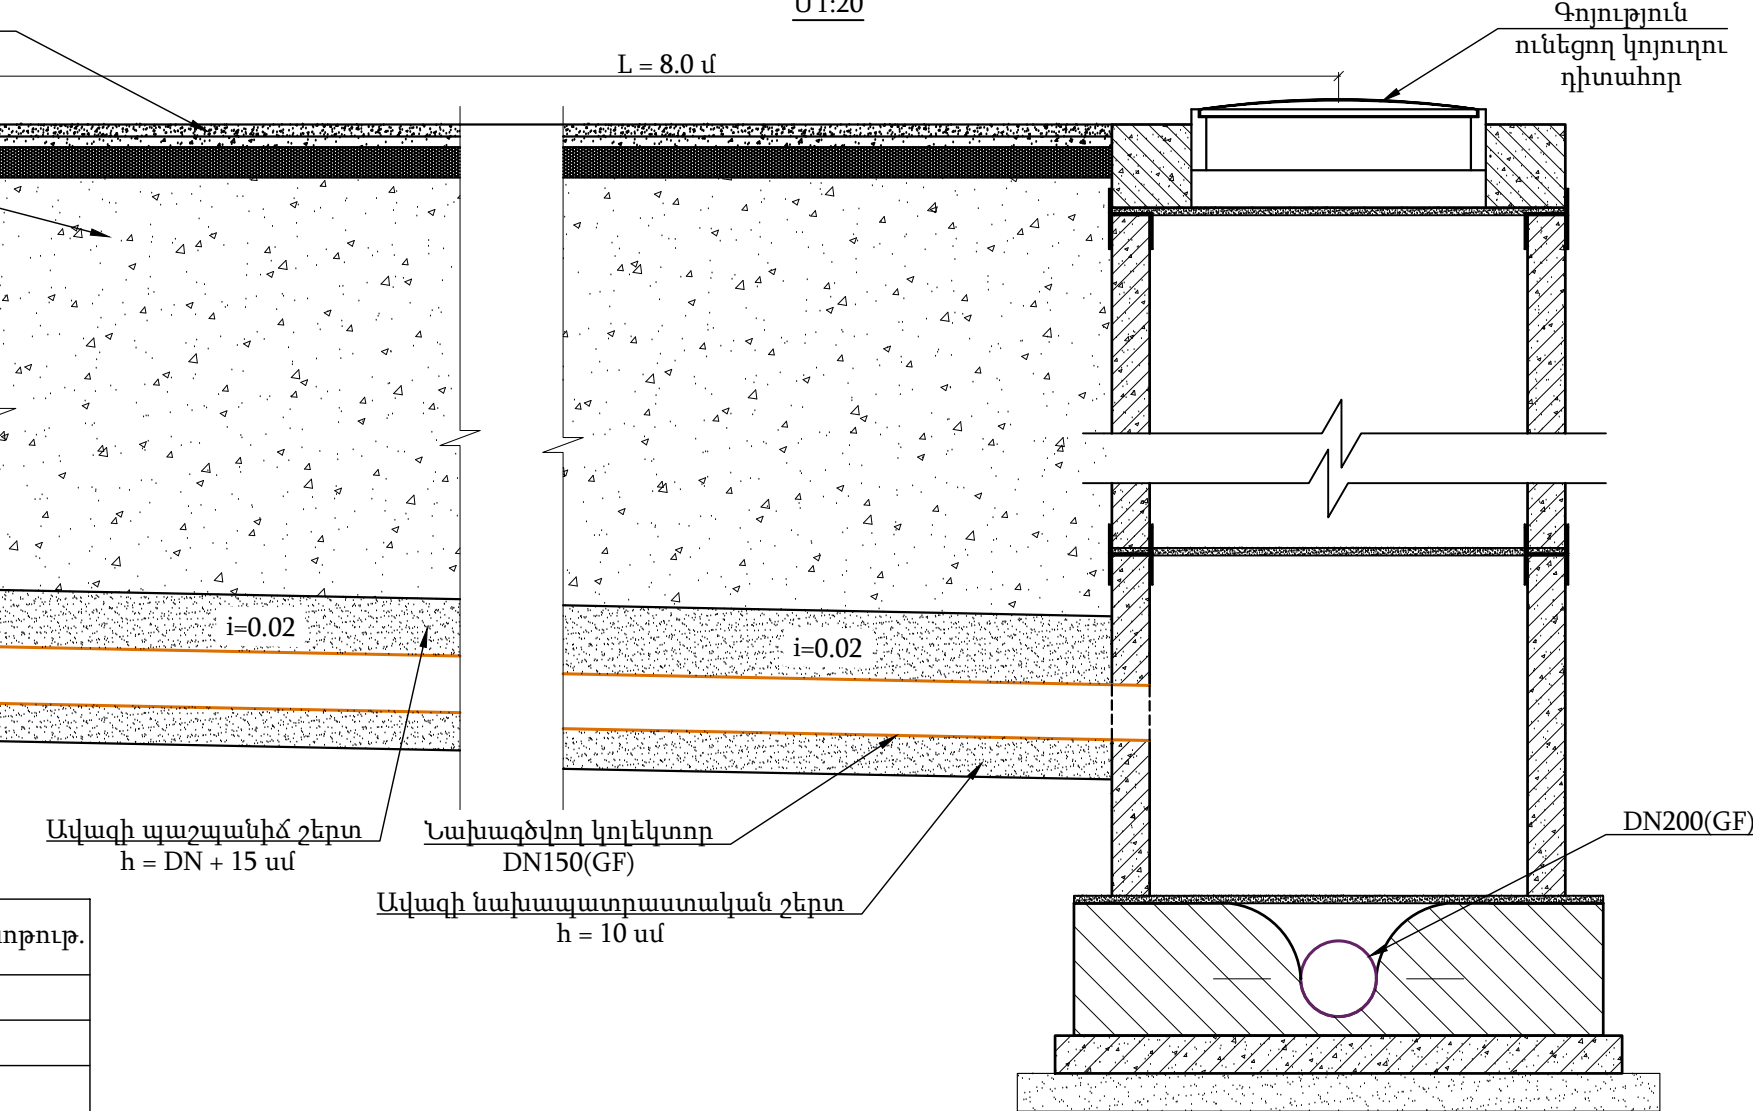 Մ 1:20
Գոյություն
ունեցող կոյուղու
դիտահոր
L = 8.0 մ
i=0.02
i=0.02
Ավազի պաշպանիճ շերտ
h = DN + 15 սմ
Նախագծվող կոլեկտոր
DN150(GF)
DN200(GF)
Ավազի նախապատրաստական շերտ
h = 10 սմ